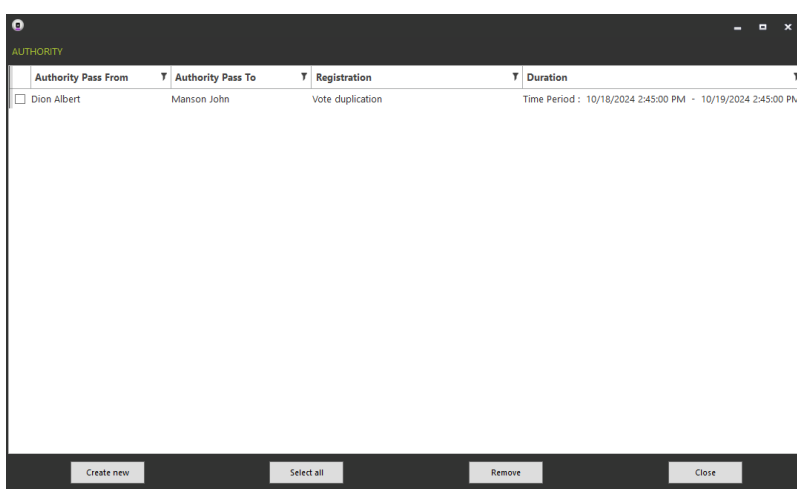 AUTHORITY
Authority Pass From Authority Pass To Registration Duration
Dion Albert Manson John Vote duplication Time Period : 10/18/2024 2:45:00 PM - 10/19/2024 2:45:00 PM
Create new Select all Remove Close